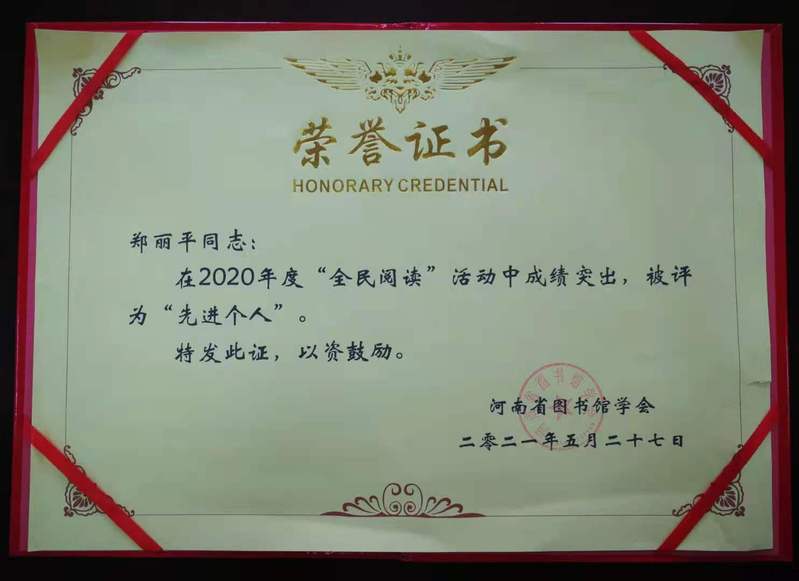 荣誉证书
HONORARY CREDENTIAL
郑丽平同志：
在2020年度“全民阅读”活动中成绩突出，被评
为“先进个人”。
特发此证，以资鼓励。
河南省图书馆学会
二零二一年五月二十七日